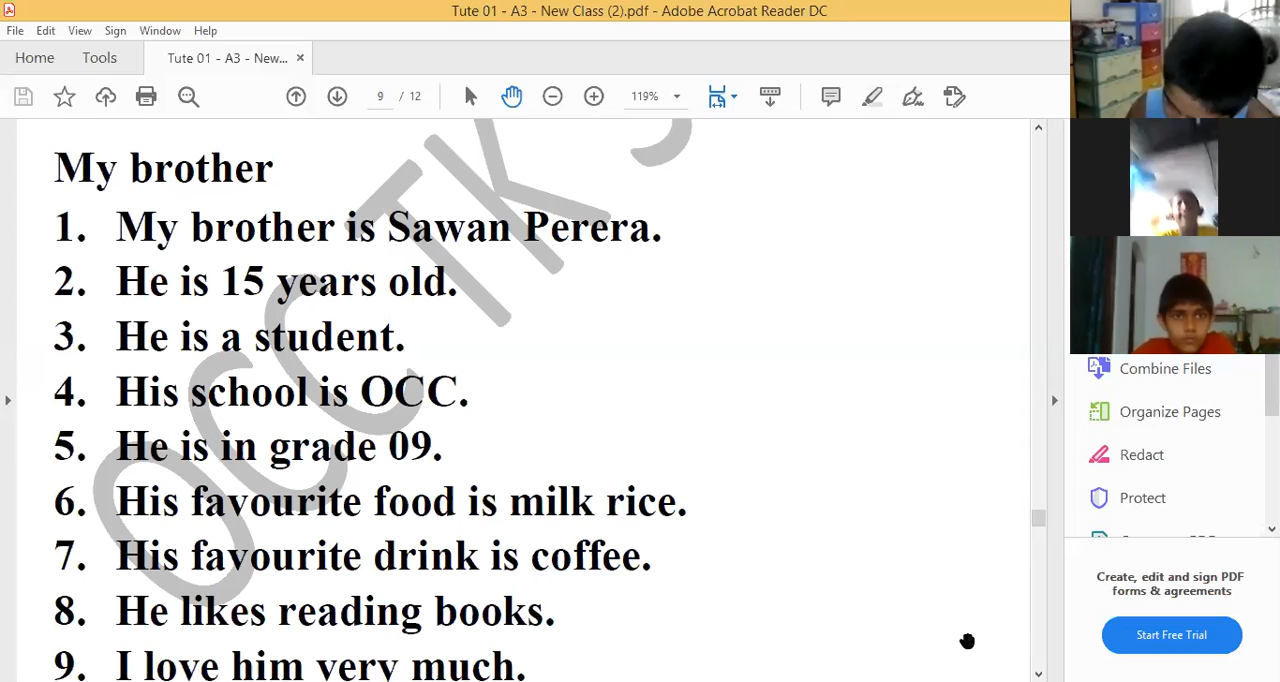 Tute 01 - A3 - New Class (2).pdf - Adobe Acrobat Reader DC
File Edit View Sign Window Help
Home Tools Tute 01 - A3 - New... ×
9 / 12 119%
My brother
1. My brother is Sawan Perera.
2. He is 15 years old.
3. He is a student.
4. His school is OCC.
5. He is in grade 09.
6. His favourite food is milk rice.
7. His favourite drink is coffee.
8. He likes reading books.
9. I love him very much.
OCC TK
Combine Files
Organize Pages
Redact
Protect
Create, edit and sign PDF
forms & agreements
Start Free Trial